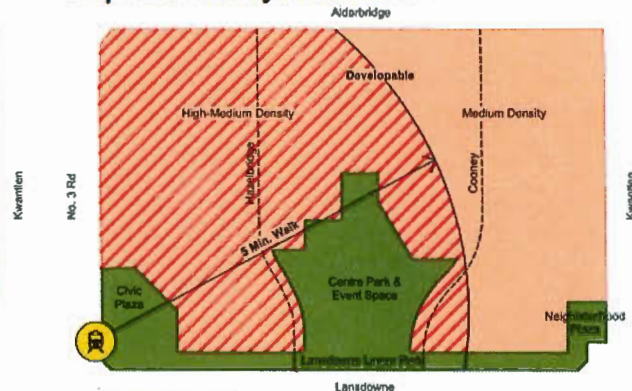 Alderbridge
Developable
High-Medium Density
Medium Density
Kwantlen
No. 3 Rd
Hazelbridge
Cooney
5 Min. Walk
Civic
Plaza
Centre Park &
Event Space
Neighborhood
Plaza
Lansdowne Linear Park
Lansdowne